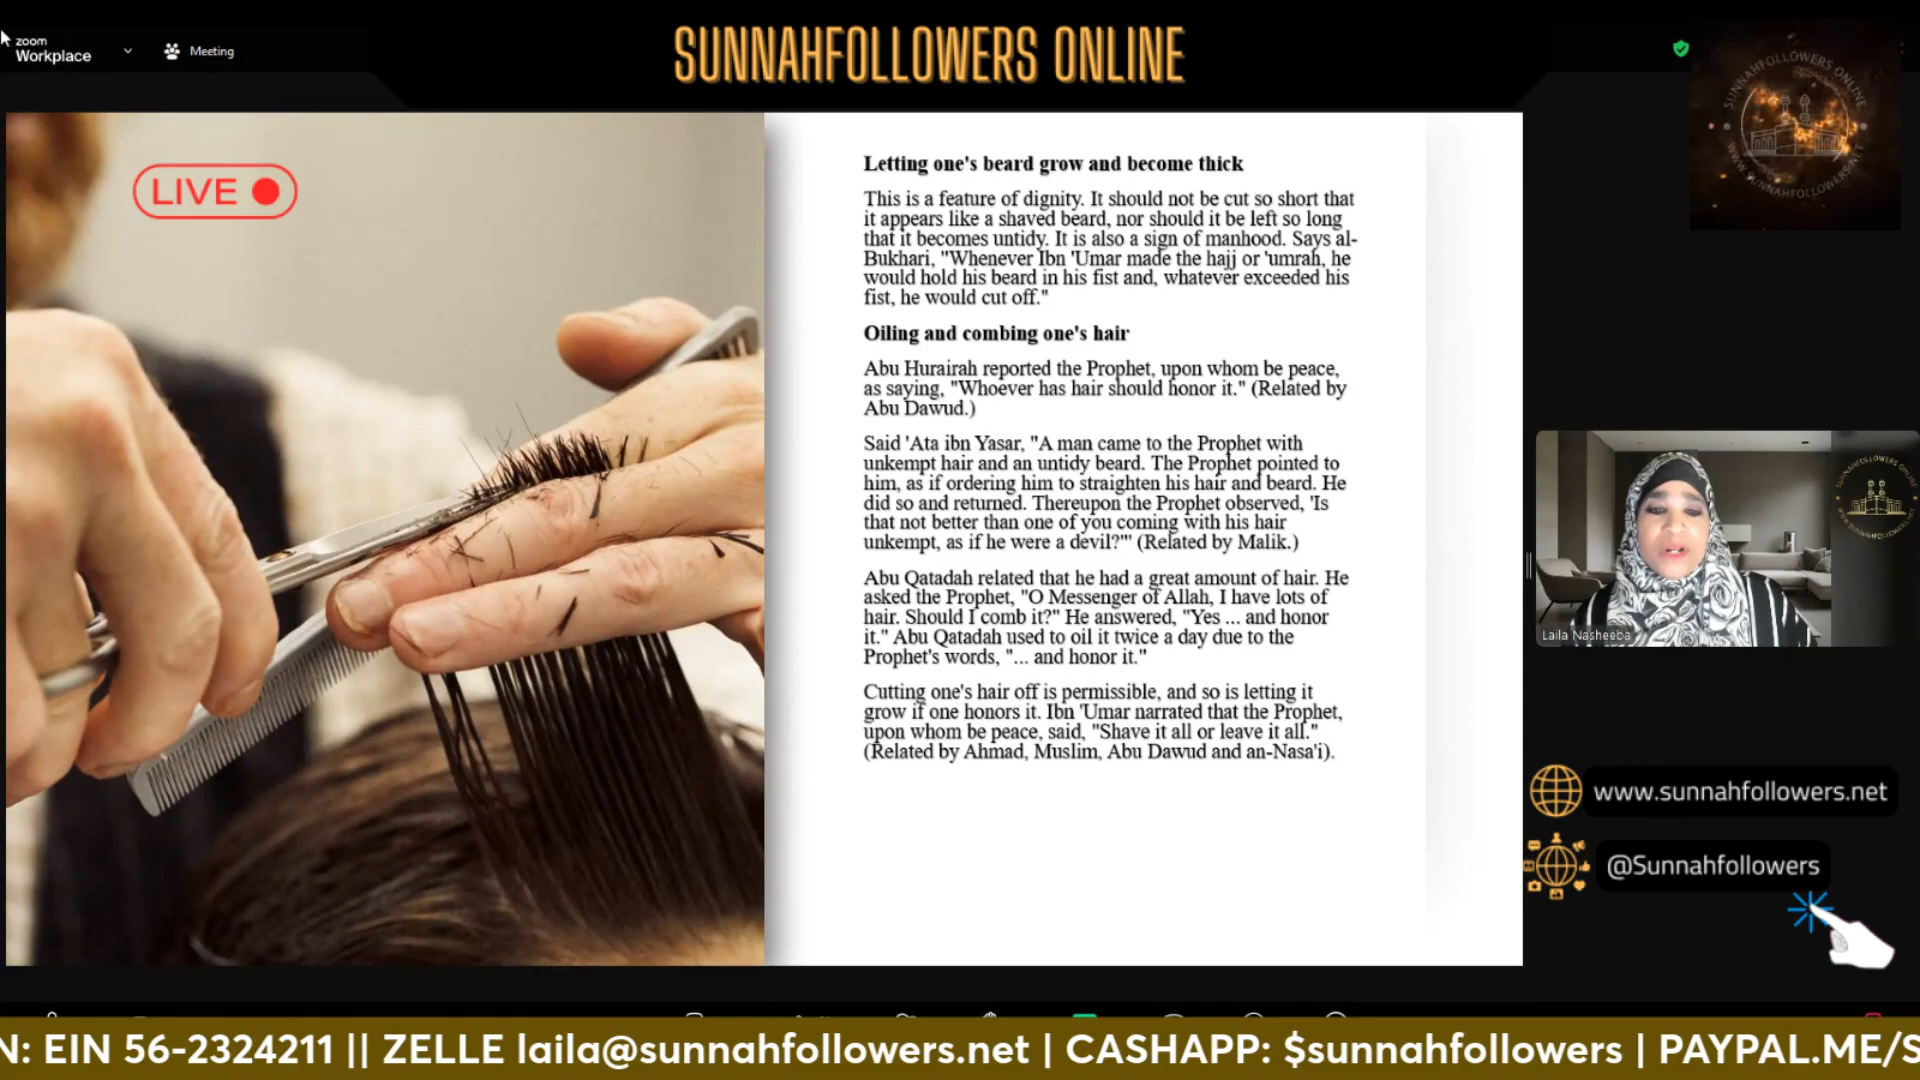 zoom
Workplace
Meeting
SUNNAHFOLLOWERS ONLINE
SUNNAHFOLLOWERS ONLINE
WWW.SUNNAHFOLLOWERS.NET
LIVE
Letting one's beard grow and become thick
This is a feature of dignity. It should not be cut so short that
it appears like a shaved beard, nor should it be left so long
that it becomes untidy. It is also a sign of manhood. Says al-
Bukhari, "Whenever Ibn 'Umar made the hajj or 'umrah, he
would hold his beard in his fist and, whatever exceeded his
fist, he would cut off."
Oiling and combing one's hair
Abu Hurairah reported the Prophet, upon whom be peace,
as saying, "Whoever has hair should honor it." (Related by
Abu Dawud.)
Said 'Ata ibn Yasar, "A man came to the Prophet with
unkempt hair and an untidy beard. The Prophet pointed to
him, as if ordering him to straighten his hair and beard. He
did so and returned. Thereupon the Prophet observed, 'Is
that not better than one of you coming with his hair
unkempt, as if he were a devil?'" (Related by Malik.)
Abu Qatadah related that he had a great amount of hair. He
asked the Prophet, "O Messenger of Allah, I have lots of
hair. Should I comb it?" He answered, "Yes ... and honor
it." Abu Qatadah used to oil it twice a day due to the
Prophet's words, "... and honor it."
Cutting one's hair off is permissible, and so is letting it
grow if one honors it. Ibn 'Umar narrated that the Prophet,
upon whom be peace, said, "Shave it all or leave it all."
(Related by Ahmad, Muslim, Abu Dawud and an-Nasa'i).
SUNNAHFOLLOWERS ONLINE
WWW.SUNNAHFOLLOWERS.NET
Laila Nasheeba
www.sunnahfollowers.net
@Sunnahfollowers
N: EIN 56-2324211 || ZELLE laila@sunnahfollowers.net | CASHAPP: $sunnahfollowers | PAYPAL.ME/S